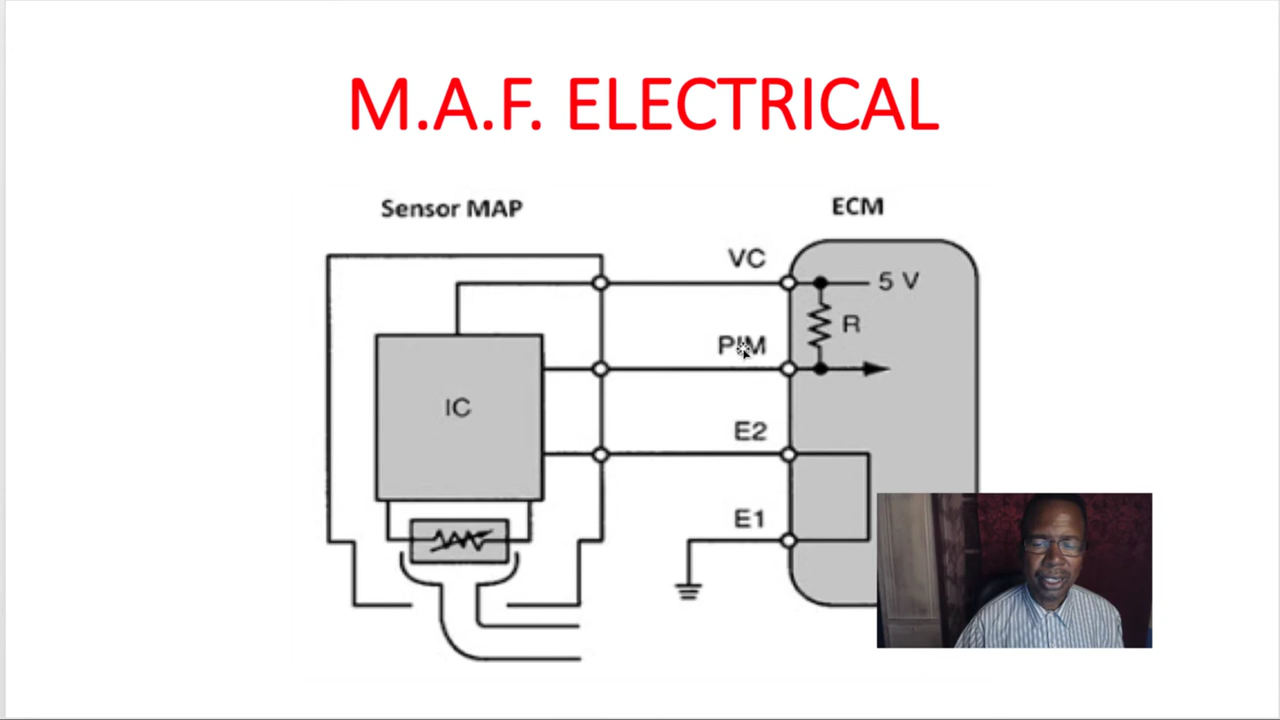 M.A.F. ELECTRICAL
Sensor MAP
ECM
VC
5 V
R
PIM
IC
E2
E1